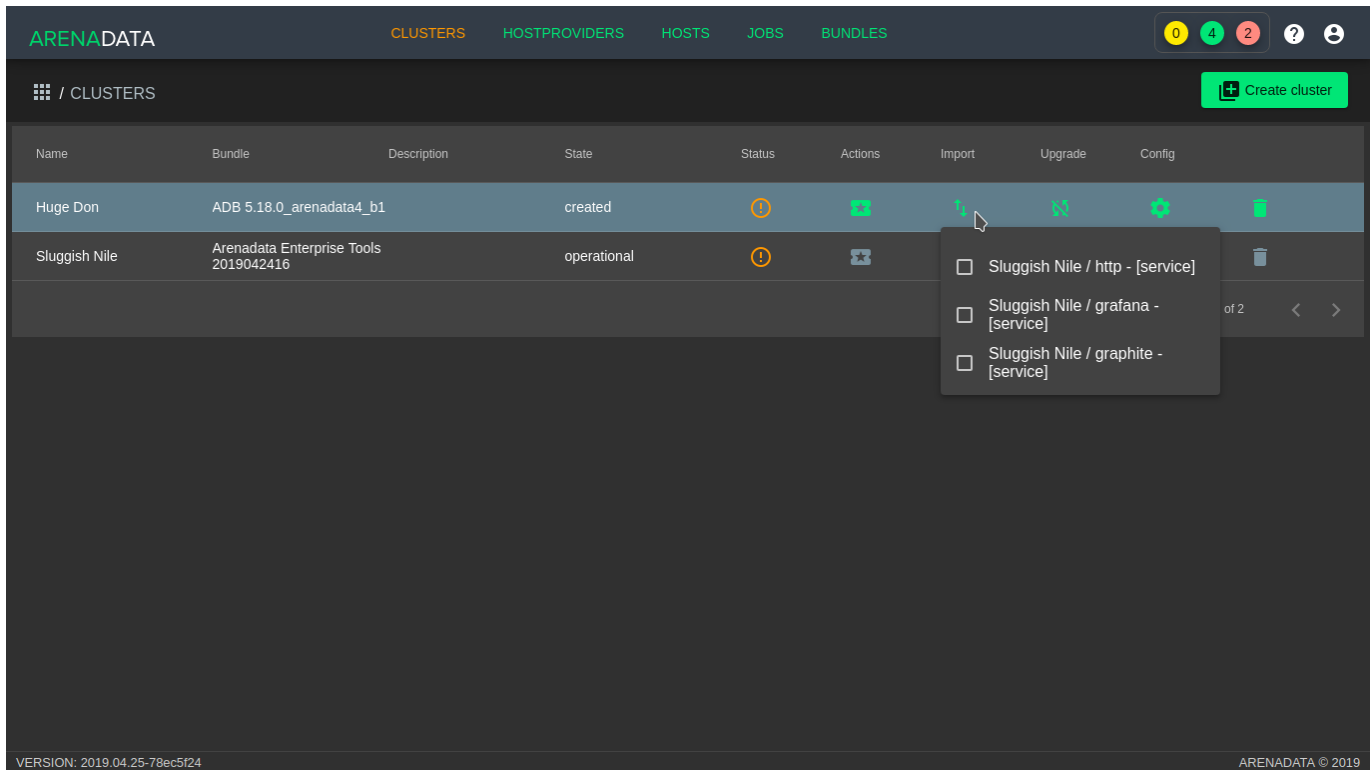 ARENADATA
CLUSTERS
HOSTPROVIDERS
HOSTS
JOBS
BUNDLES
0
4
2
/ CLUSTERS
Create cluster
Name
Bundle
Description
State
Status
Actions
Import
Upgrade
Config
Huge Don
ADB 5.18.0_arenadata4_b1
created
Sluggish Nile
Arenadata Enterprise Tools
2019042416
operational
Sluggish Nile / http - [service]
Sluggish Nile / grafana -
[service]
Sluggish Nile / graphite -
[service]
of 2
VERSION: 2019.04.25-78ec5f24
ARENADATA © 2019